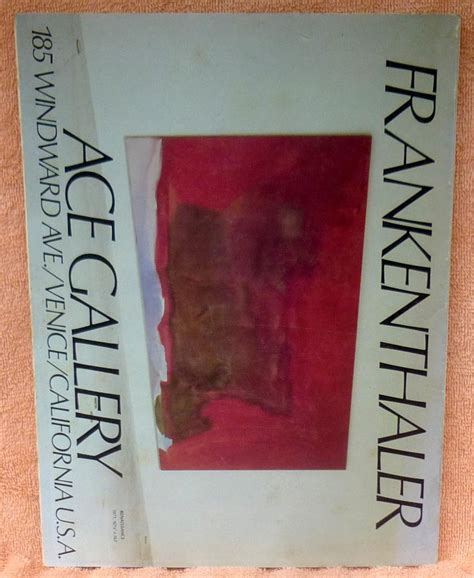 FRANKENTHALER
ACE GALLERY
185 WINDWARD AVE./VENICE/CALIFORNIA U.S.A.